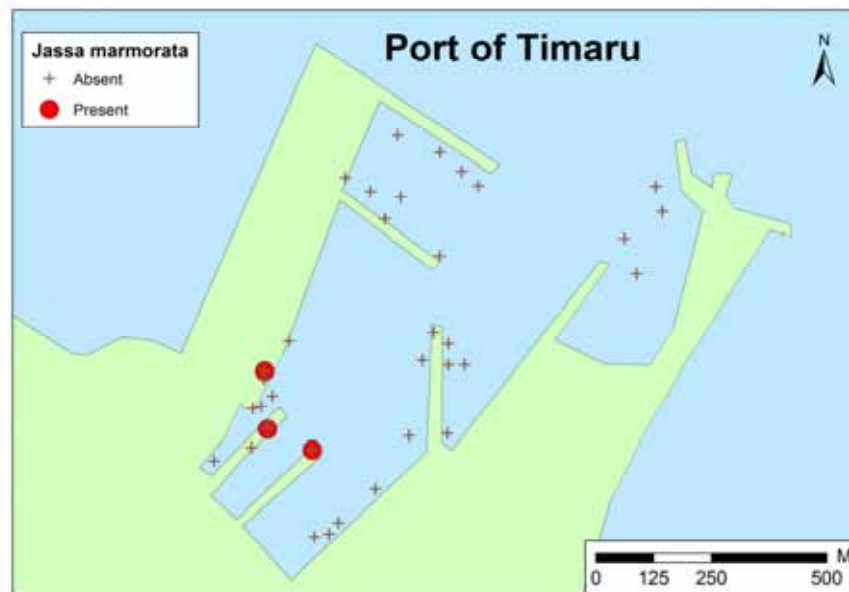 Port of Timaru
Jassa marmorata
Absent
Present
N
M
0 125 250 500